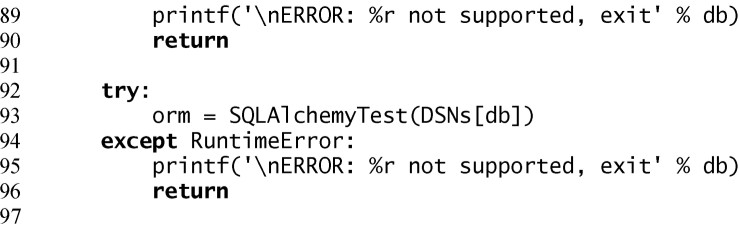 89 printf('\nERROR: %r not supported, exit' % db)
90 return
91
92 try:
93 orm = SQLAlchemyTest(DSNs[db])
94 except RuntimeError:
95 printf('\nERROR: %r not supported, exit' % db)
96 return
97